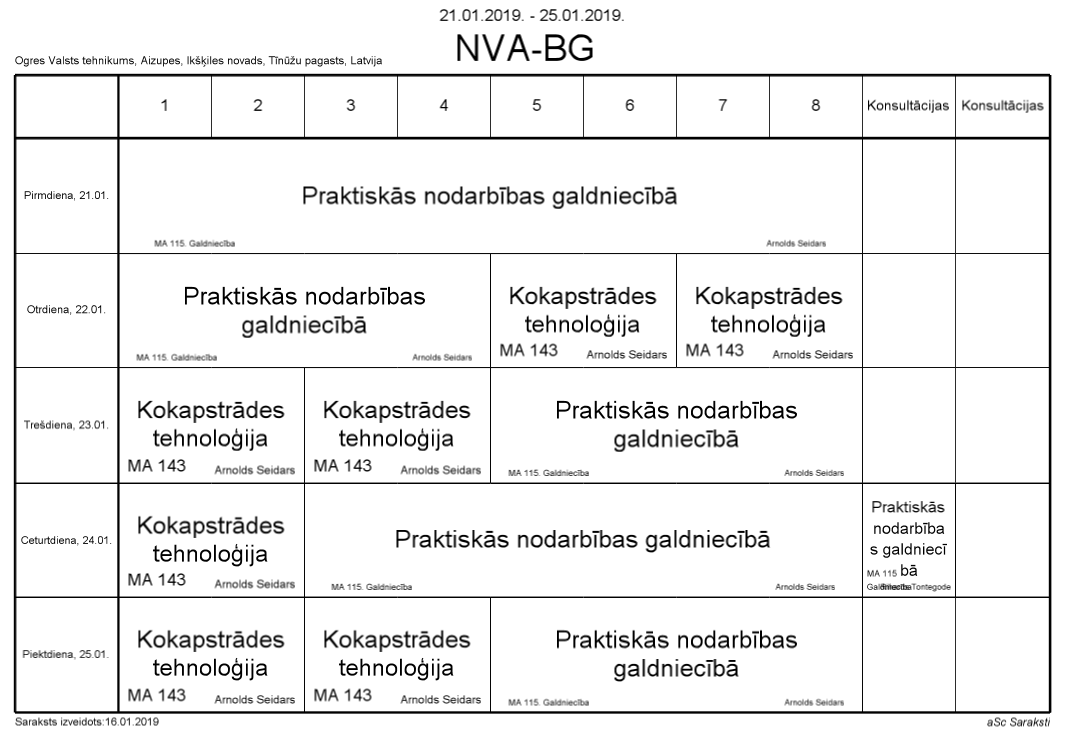 21.01.2019. - 25.01.2019.
NVA-BG
Ogres Valsts tehnikums, Aizupes, Ikšķiles novads, Tīnūžu pagasts, Latvija
1 2 3 4 5 6 7 8 Konsultācijas Konsultācijas
Pirmdiena, 21.01.
Praktiskās nodarbības galdniecībā
MA 115. Galdniecība Arnolds Seidars
Otrdiena, 22.01.
Praktiskās nodarbības
galdniecībā
MA 115. Galdniecība Arnolds Seidars
Kokapstrādes
tehnoloģija
MA 143 Arnolds Seidars
Kokapstrādes
tehnoloģija
MA 143 Arnolds Seidars
Trešdiena, 23.01.
Kokapstrādes
tehnoloģija
MA 143 Arnolds Seidars
Kokapstrādes
tehnoloģija
MA 143 Arnolds Seidars
Praktiskās nodarbības
galdniecībā
MA 115. Galdniecība Arnolds Seidars
Ceturtdiena, 24.01.
Kokapstrādes
tehnoloģija
MA 143 Arnolds Seidars
Praktiskās nodarbības galdniecībā
MA 115. Galdniecība Arnolds Seidars
Praktiskās
nodarbība
s galdniecī
bā
MA 115
Tontegode
Piektdiena, 25.01.
Kokapstrādes
tehnoloģija
MA 143 Arnolds Seidars
Kokapstrādes
tehnoloģija
MA 143 Arnolds Seidars
Praktiskās nodarbības
galdniecībā
MA 115. Galdniecība Arnolds Seidars
Saraksts izveidots:16.01.2019
aSc Saraksti